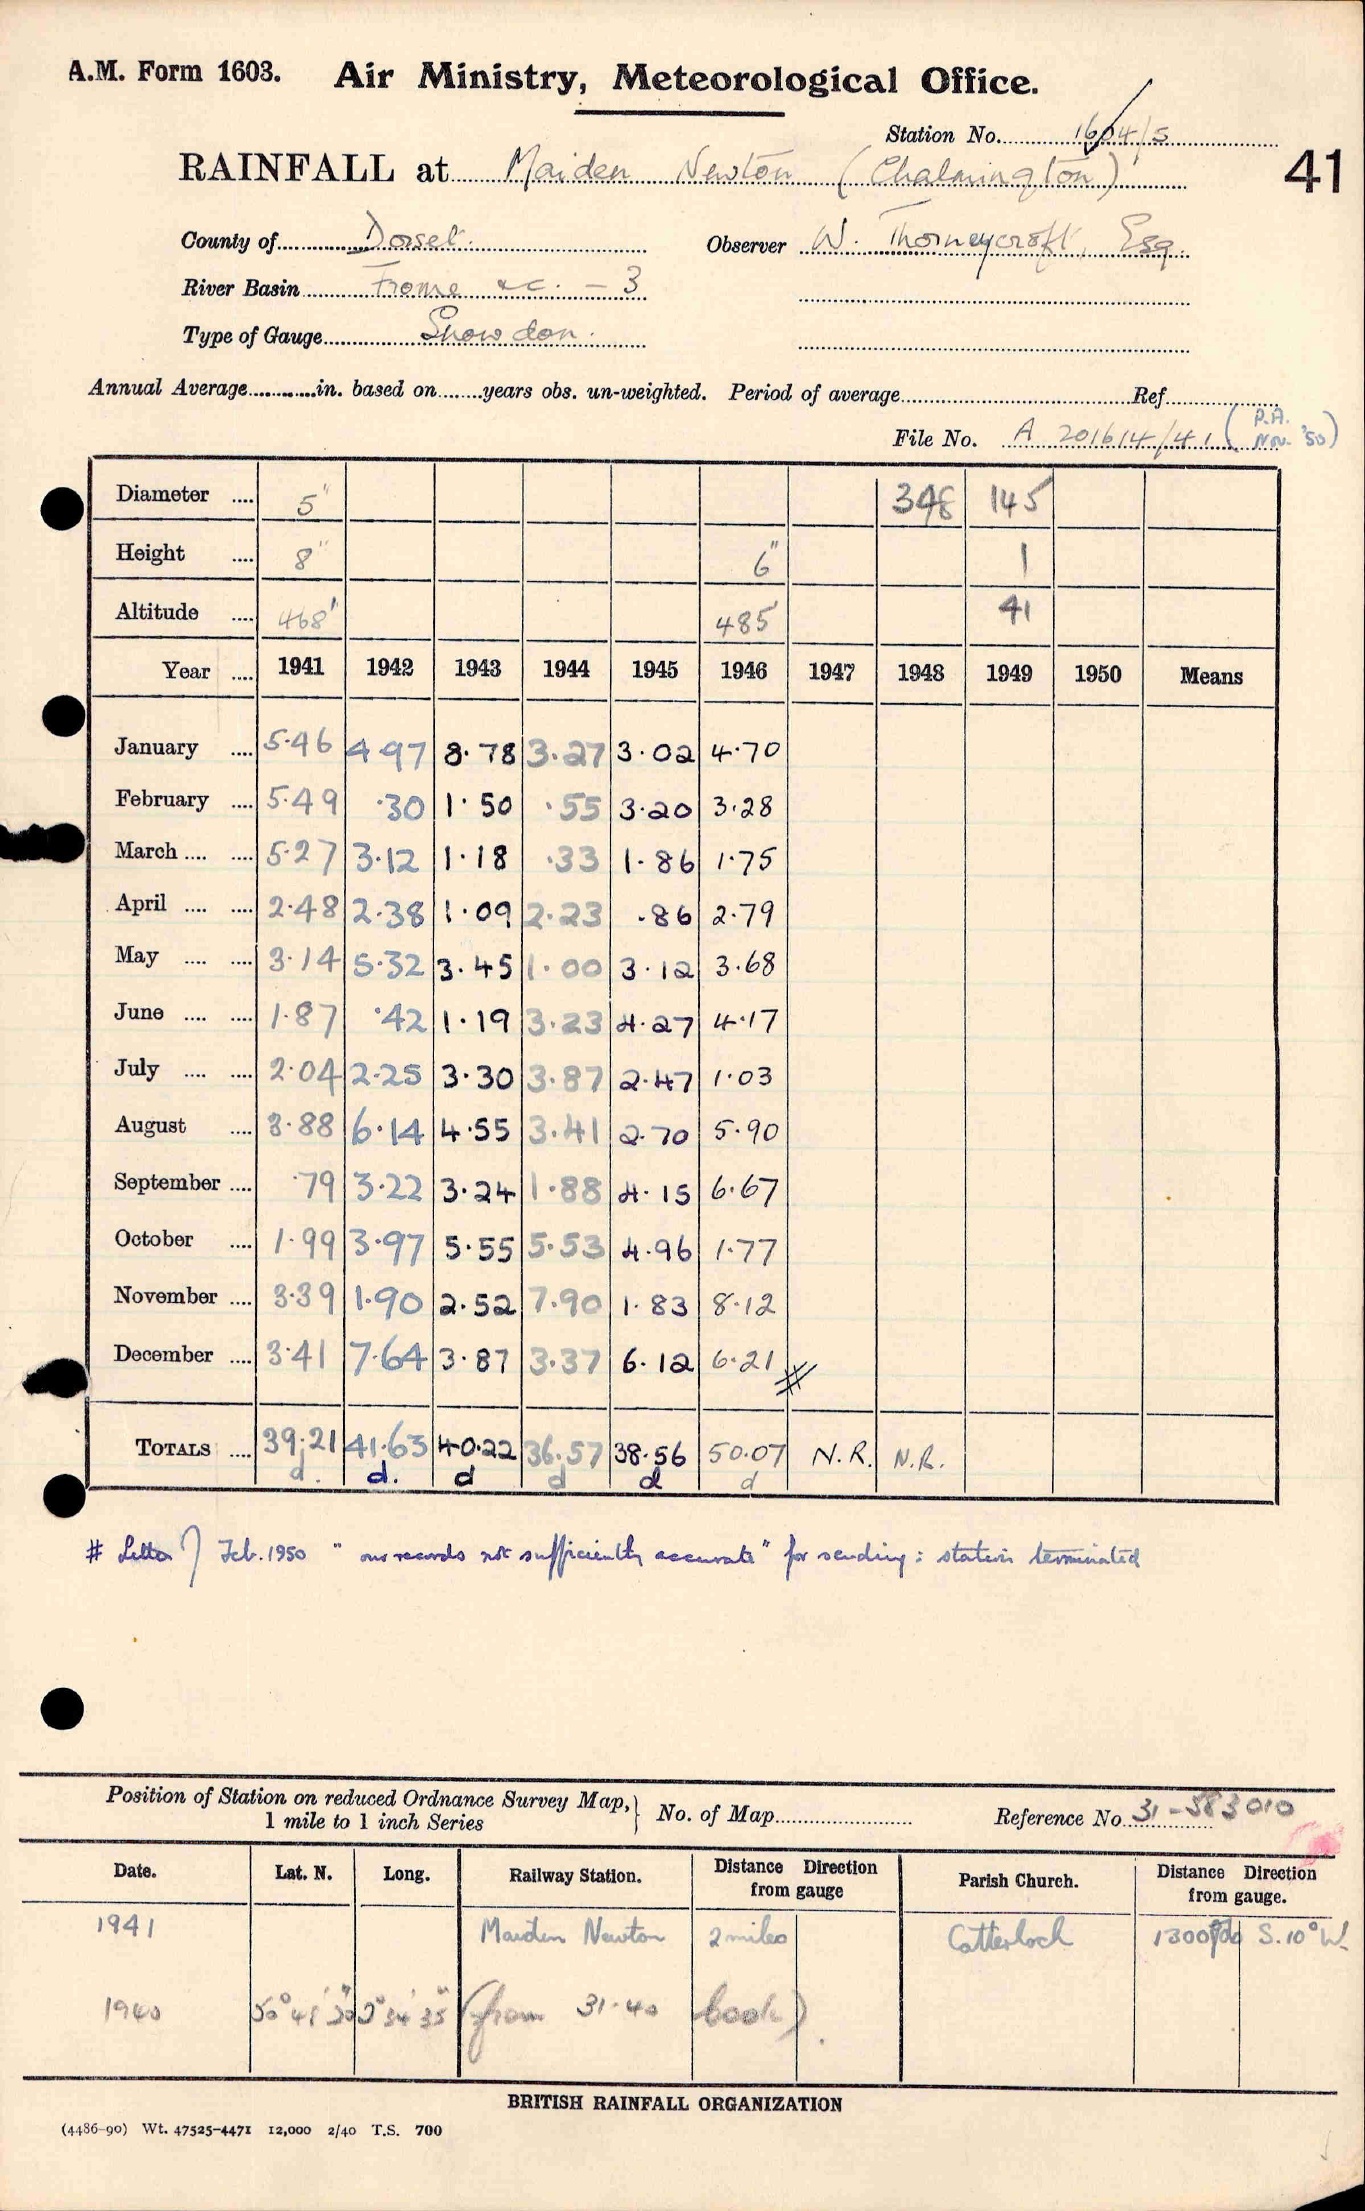 A.M. Form 1603. Air Ministry, Meteorological Office.
Station No. 1604/5
RAINFALL at Maiden Newton (Chalmington) 41
County of Dorset. Observer W. Thorneycroft, Esq.
River Basin Frome &c. – 3
Type of Gauge Snowdon.
Annual Average in. based on years obs. un-weighted. Period of average Ref
File No. A 201614/41 (P.A. Nov. '50)
Diameter 5" 348 145
Height 8" 6" 1
Altitude 468' 485' 41
Year 1941 1942 1943 1944 1945 1946 1947 1948 1949 1950 Means
January 5·46 4·97 8·78 3·27 3·02 4·70
February 5·49 ·30 1·50 ·55 3·20 3·28
March 5·27 3·12 1·18 ·33 1·86 1·75
April 2·48 2·38 1·09 2·23 ·86 2·79
May 3·14 5·32 3·45 1·00 3·12 3·68
June 1·87 ·42 1·19 3·23 4·27 4·17
July 2·04 2·25 3·30 3·87 2·47 1·03
August 3·88 6·14 4·55 3·41 2·70 5·90
September ·79 3·22 3·24 1·88 4·15 6·67
October 1·99 3·97 5·55 5·53 4·96 1·77
November 3·39 1·90 2·52 7·90 1·83 8·12
December 3·41 7·64 3·87 3·37 6·12 6·21 #
TOTALS 39·21 41·63 40·22 36·57 38·56 50·07 N.R. N.R.
d. d. d d d d
# Letter of Feb. 1950 "our records not sufficiently accurate" for sending: station terminated
Position of Station on reduced Ordnance Survey Map, 1 mile to 1 inch Series No. of Map Reference No. 31-583010
Date. Lat. N. Long. Railway Station. Distance Direction from gauge Parish Church. Distance Direction from gauge.
1941 Maiden Newton 2 miles Catterloch 1300 yds S.10°W.
1940 50° 41' 30" 2° 34' 35" (from 31-40 book).
BRITISH RAINFALL ORGANIZATION
(4486-90) Wt. 47525-4471 12,000 2/40 T.S. 700